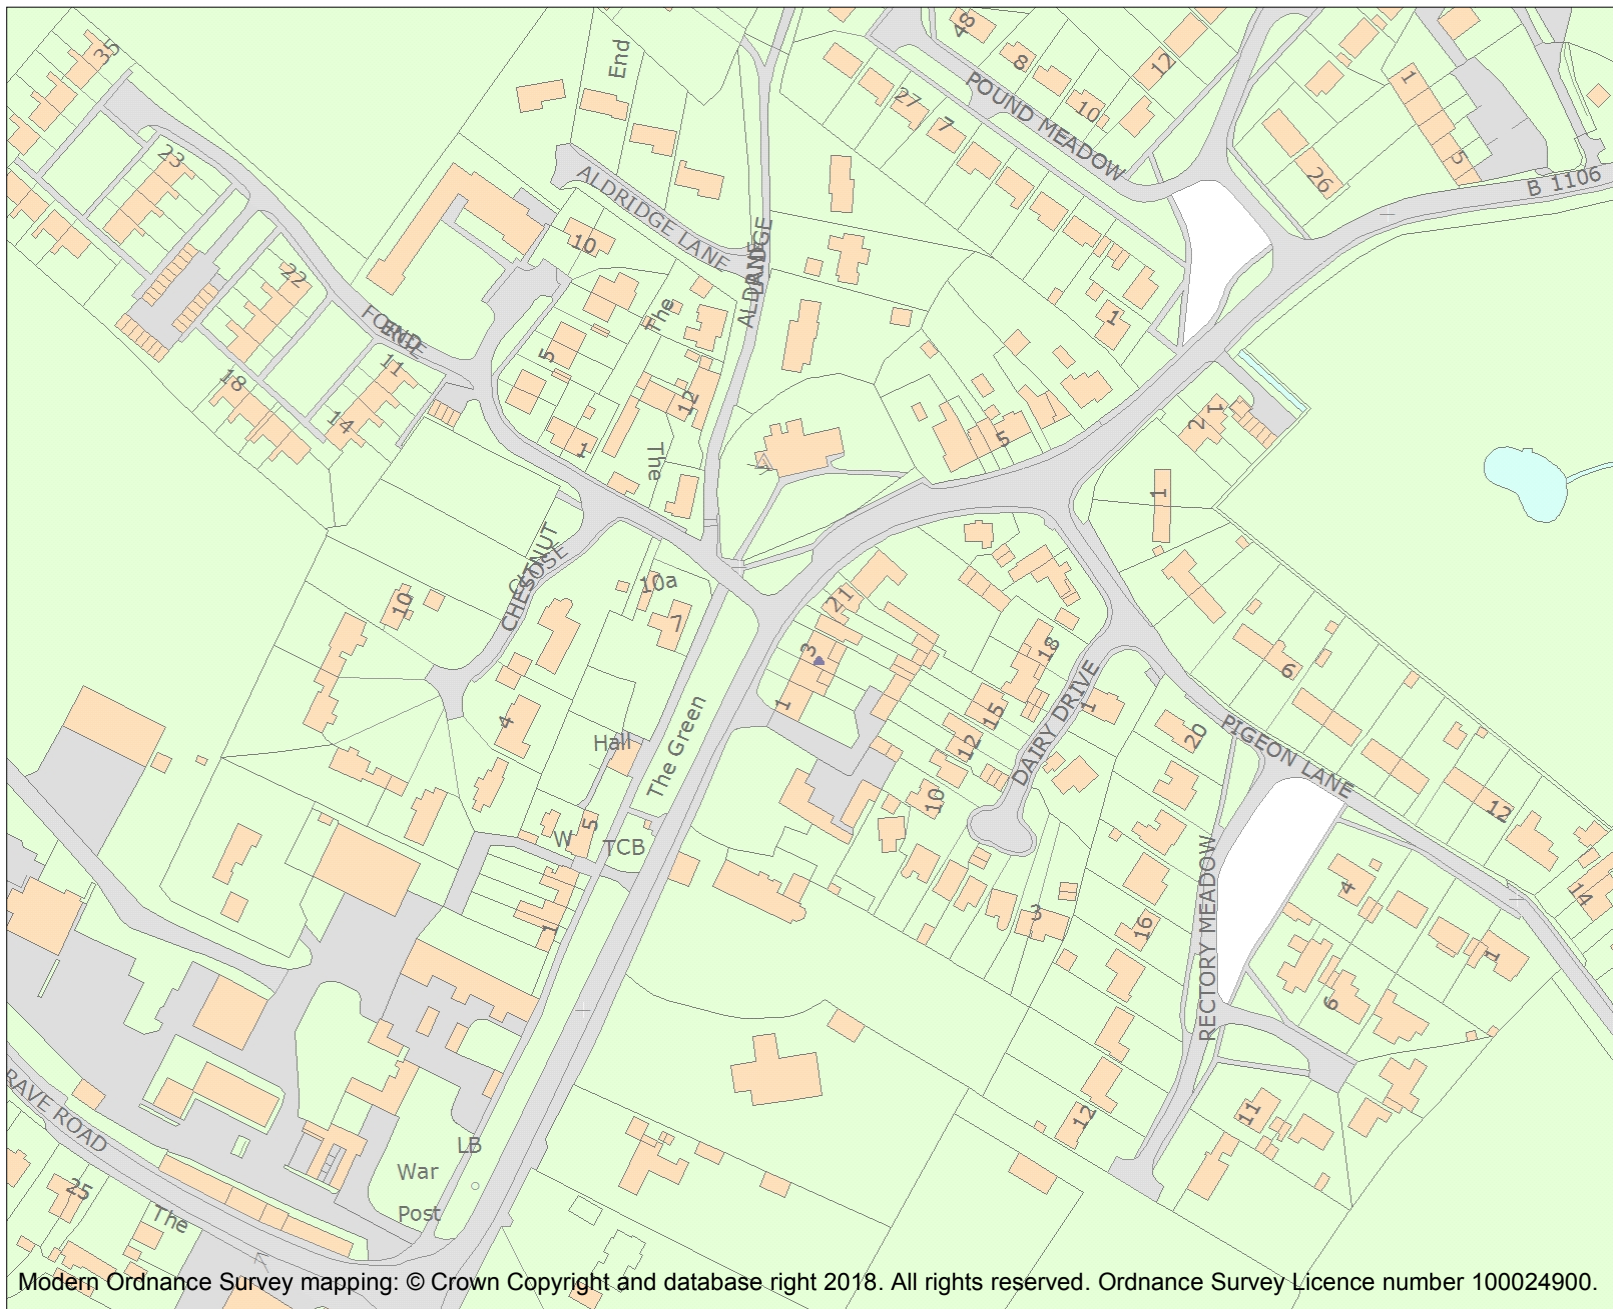 35
End
48
8
12
1
POUND MEADOW
27
7
10
5
26
B 1106
23
ALDRIDGE LANE
10
ALDRIDGE
LANE
22
The
FORGE
END
5
1
11
18
14
12
1
The
5
1
2
1
CHESTNUT
CLOSE
10a
10
7
21
3
1
18
6
DAIRY DRIVE
1
15
12
20
PIGEON LANE
4
Hall
The Green
10
12
5
W
TCB
RECTORY MEADOW
4
14
3
16
1
1
6
12
11
RAVE ROAD
LB
War
Post
25
The
Modern Ordnance Survey mapping: © Crown Copyright and database right 2018. All rights reserved. Ordnance Survey Licence number 100024900.